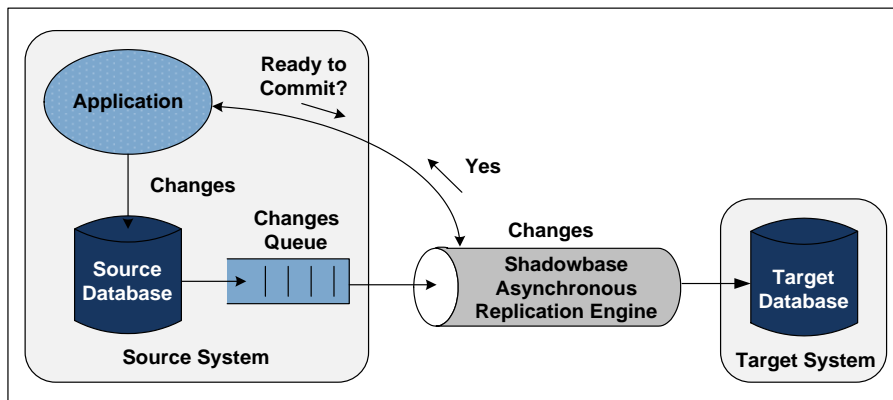 Ready to
Commit?
Application
Yes
Changes
Changes
Queue
Changes
Source
Database
Shadowbase
Asynchronous
Replication Engine
Target
Database
Source System
Target System